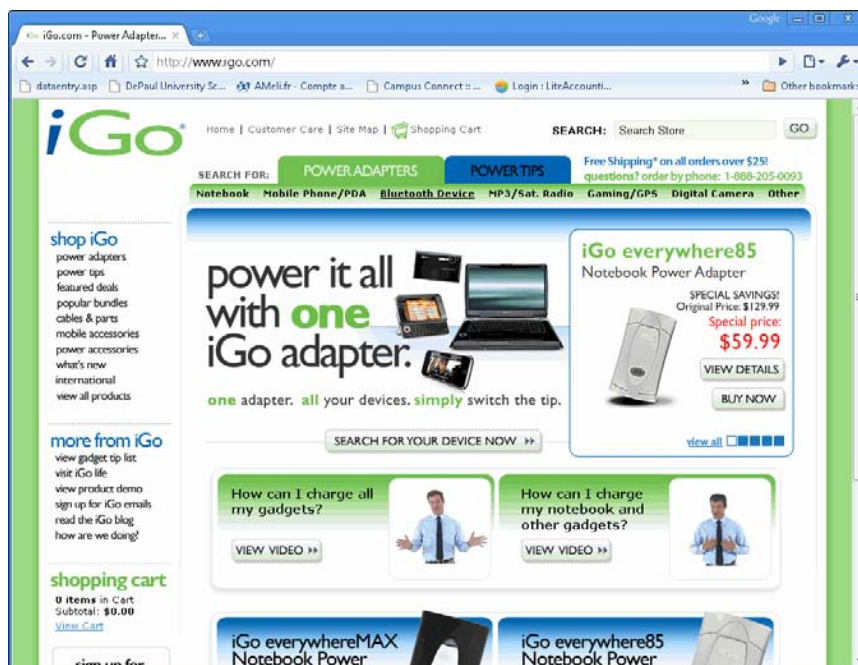 Google
iGo.com - Power Adapter...
http://www.igo.com/
dataentry.asp DePaul University Sc... AMeli.fr - Compte a... Campus Connect :: ... Login : LiteAccounti... » Other bookmarks
iGo
Home | Customer Care | Site Map | Shopping Cart
SEARCH: Search Store GO
SEARCH FOR: POWER ADAPTERS POWER TIPS
Free Shipping* on all orders over $25!
questions? order by phone: 1-888-205-0093
Notebook Mobile Phone/PDA Bluetooth Device MP3/Sat. Radio Gaming/GPS Digital Camera Other
shop iGo
power adapters
power tips
featured deals
popular bundles
cables & parts
mobile accessories
power accessories
what's new
international
view all products
more from iGo
view gadget tip list
visit iGo life
view product demo
sign up for iGo emails
read the iGo blog
how are we doing?
shopping cart
0 items in Cart
Subtotal: $0.00
View Cart
sign up for
power it all
with one
iGo adapter.
one adapter. all your devices. simply switch the tip.
SEARCH FOR YOUR DEVICE NOW »
iGo everywhere85
Notebook Power Adapter
SPECIAL SAVINGS!
Original Price: $129.99
Special price:
$59.99
VIEW DETAILS
BUY NOW
view all
How can I charge all
my gadgets?
VIEW VIDEO »
How can I charge
my notebook and
other gadgets?
VIEW VIDEO »
iGo everywhereMAX
Notebook Power
iGo everywhere85
Notebook Power